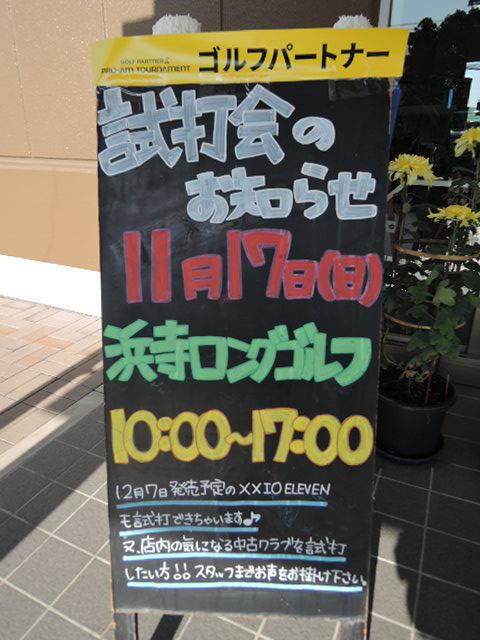 GOLF PARTNER
PRO-AM TOURNAMENT
ゴルフパートナー
試打会の
お知らせ
11月17日(日)
浜寺ロングゴルフ
10:00~17:00
12月7日発売予定のXXIO ELEVEN
も試打できちゃいます♪
又、店内の気になる中古クラブを試打
したい方!! スタッフまでお声をお掛け下さい。